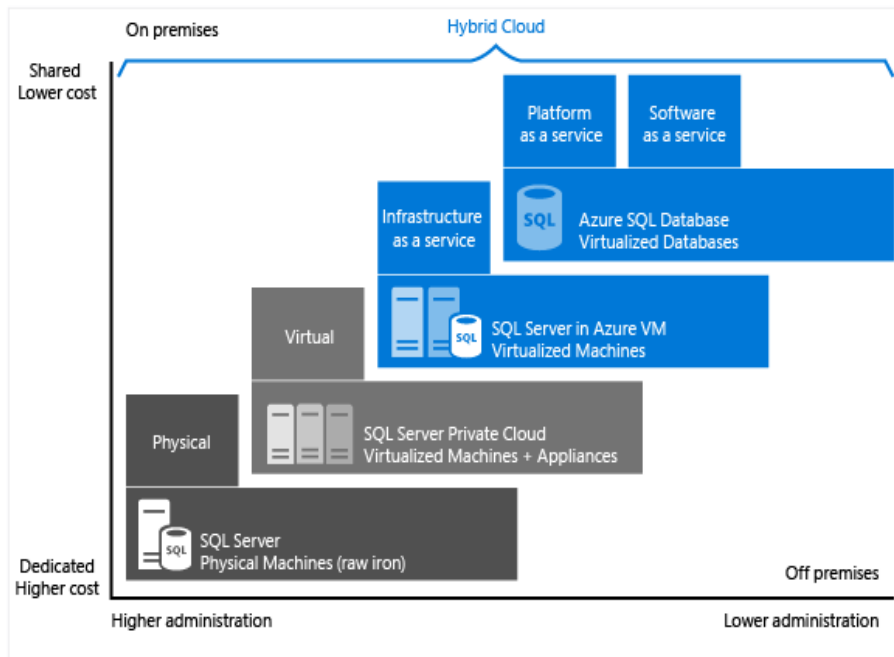 On premises
Hybrid Cloud
Shared
Lower cost
Platform
as a service
Software
as a service
SQL
Azure SQL Database
Virtualized Databases
Infrastructure
as a service
SQL
SQL Server in Azure VM
Virtualized Machines
Virtual
SQL Server Private Cloud
Virtualized Machines + Appliances
Physical
SQL
SQL Server
Physical Machines (raw iron)
Dedicated
Higher cost
Off premises
Higher administration
Lower administration